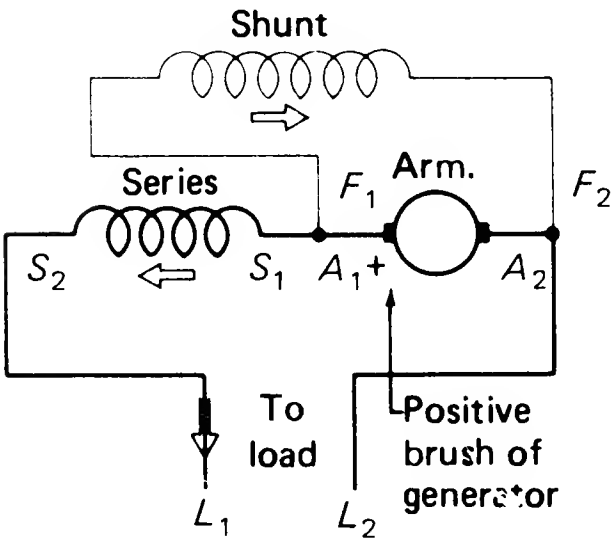 Shunt
Series
F1
Arm.
F2
S2
S1
A1+
A2
To
load
Positive
brush of
generator
L1
L2